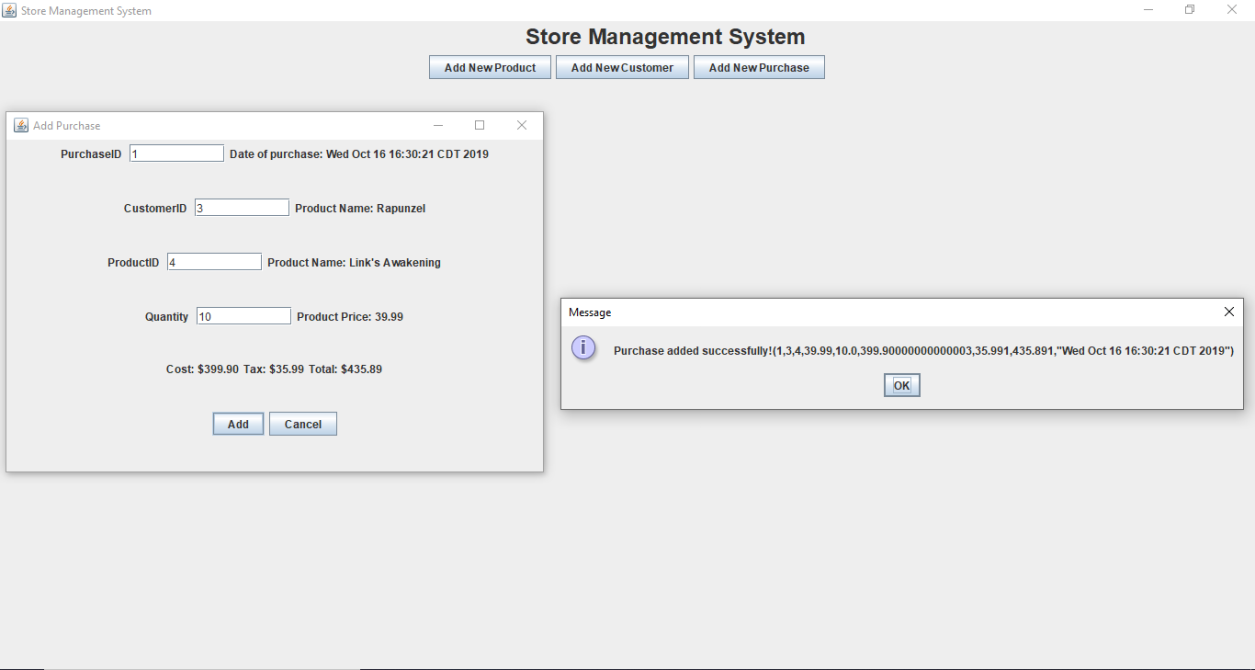 Store Management System
Store Management System
Add New Product Add New Customer Add New Purchase
Add Purchase
PurchaseID 1 Date of purchase: Wed Oct 16 16:30:21 CDT 2019
CustomerID 3 Product Name: Rapunzel
ProductID 4 Product Name: Link's Awakening
Quantity 10 Product Price: 39.99
Cost: $399.90 Tax: $35.99 Total: $435.89
Add Cancel
Message
i
Purchase added successfully!(1,3,4,39.99,10.0,399.90000000000003,35.991,435.891,"Wed Oct 16 16:30:21 CDT 2019")
OK